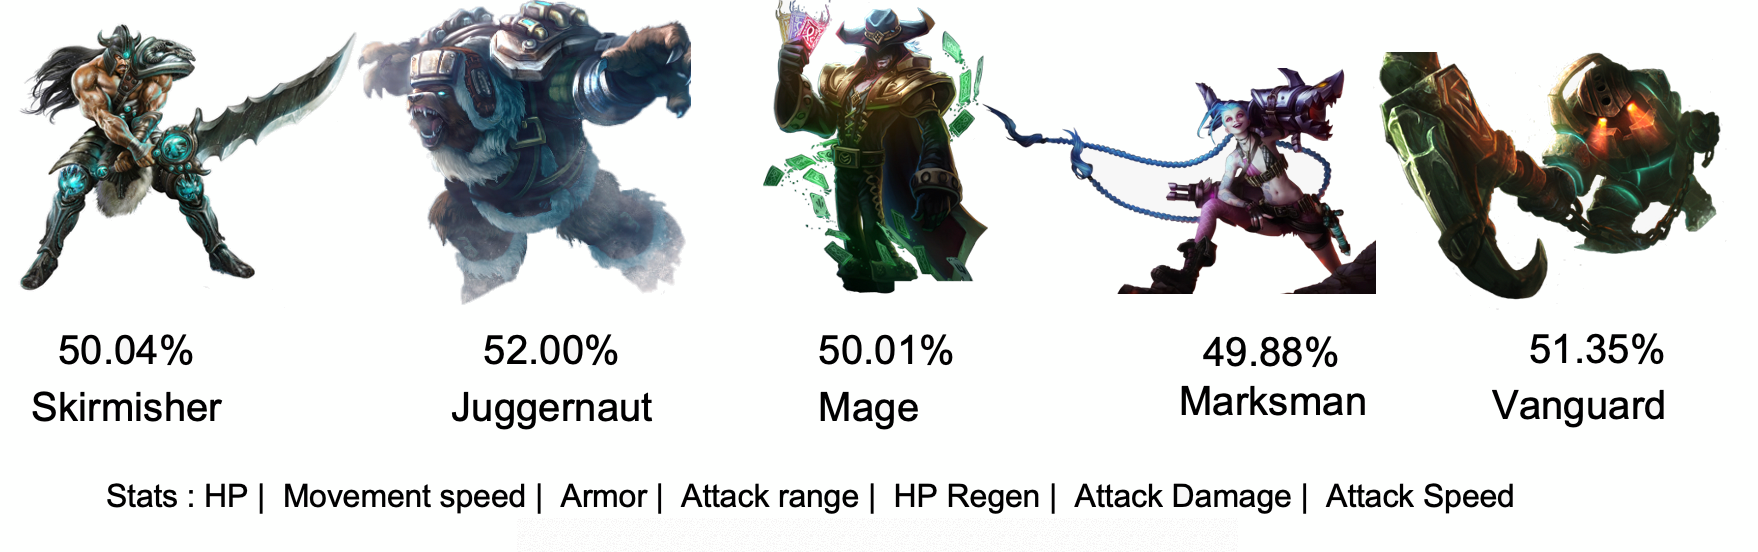 50.04% 52.00% 50.01% 49.88% 51.35%
Skirmisher Juggernaut Mage Marksman Vanguard
Stats : HP | Movement speed | Armor | Attack range | HP Regen | Attack Damage | Attack Speed